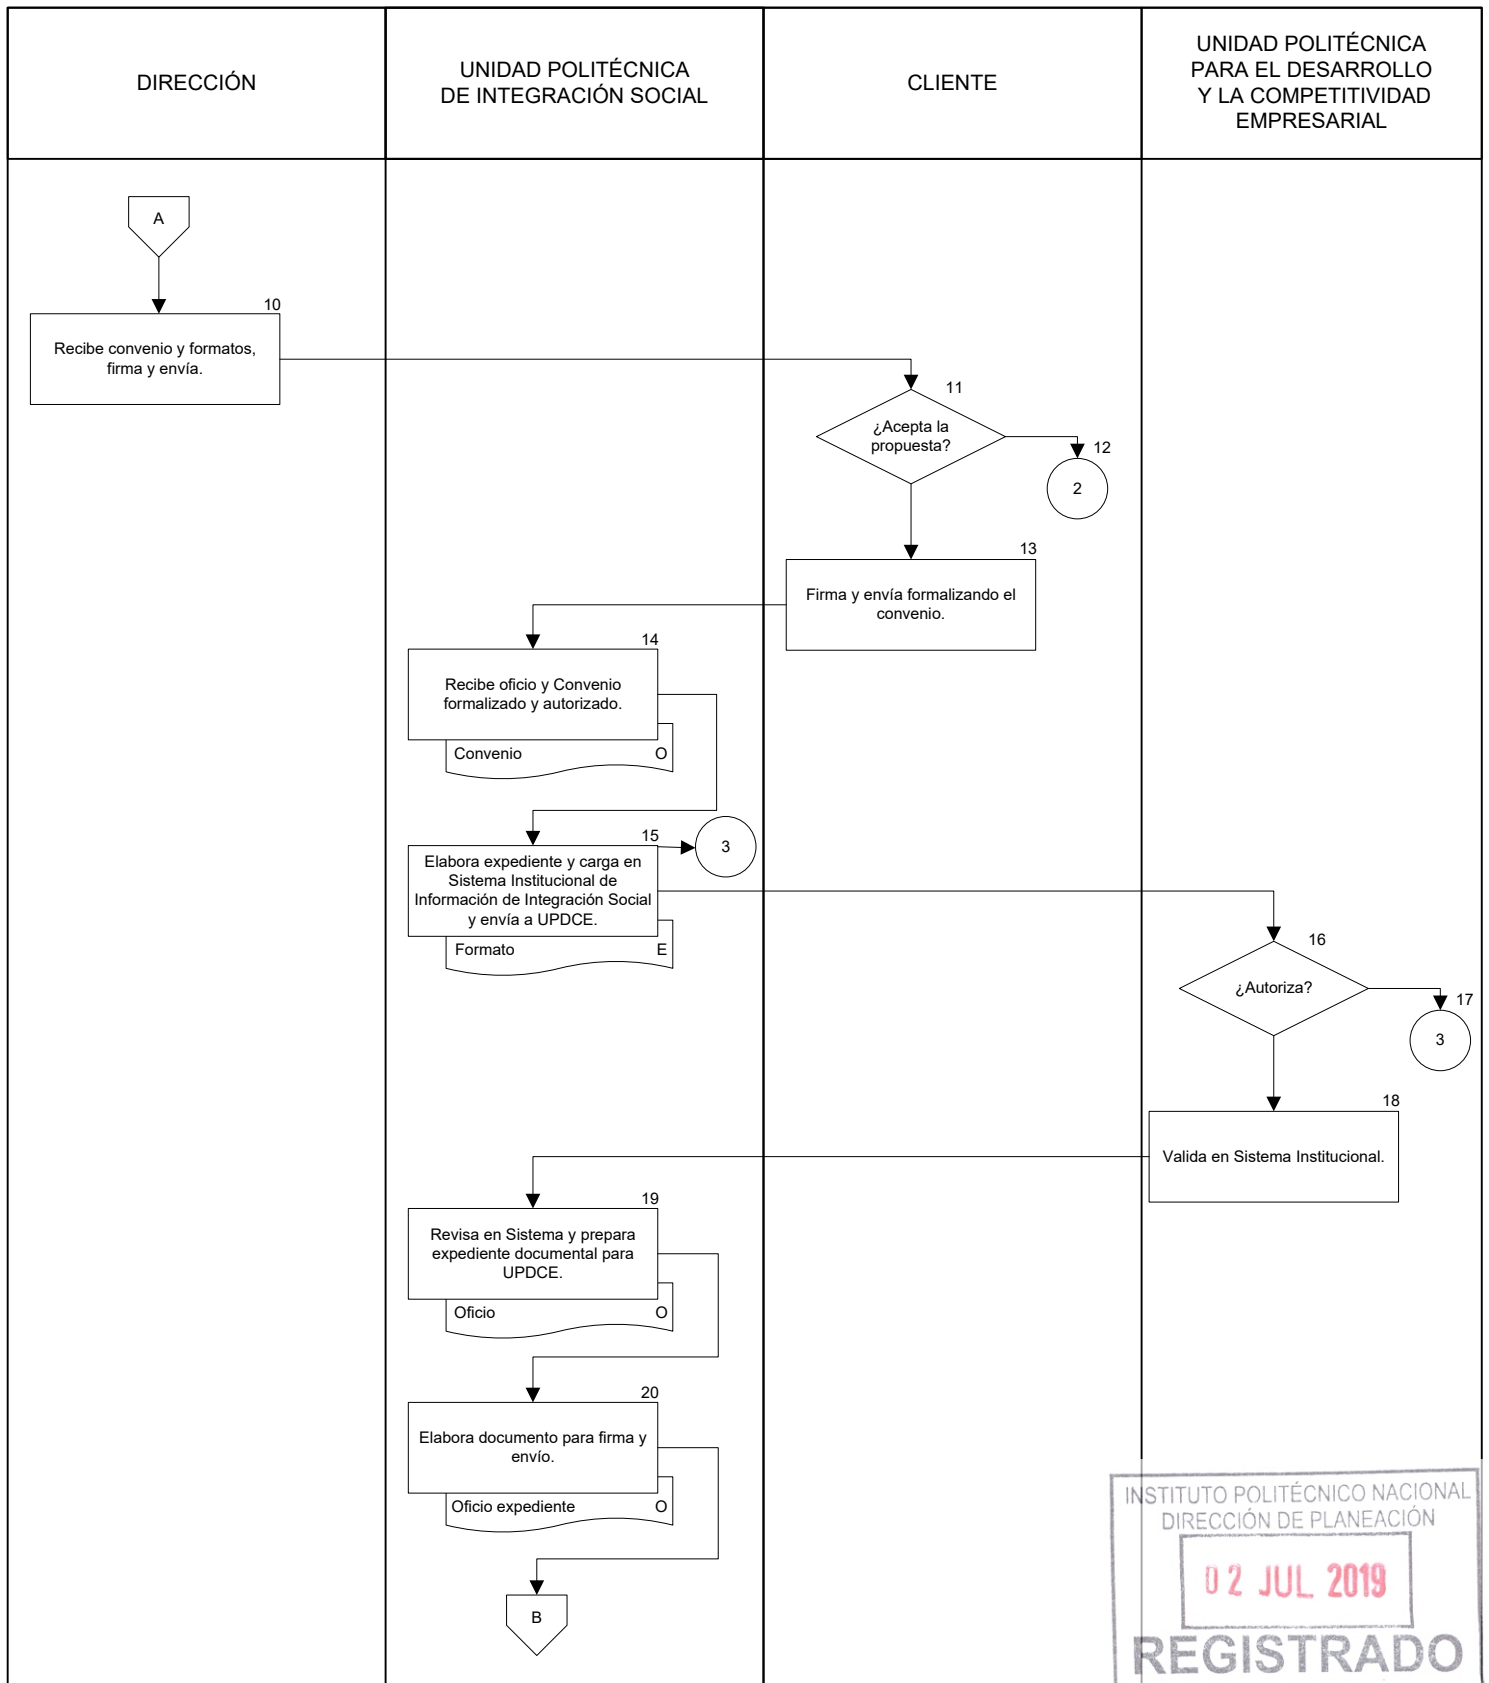 DIRECCIÓN
UNIDAD POLITÉCNICA
DE INTEGRACIÓN SOCIAL
CLIENTE
UNIDAD POLITÉCNICA
PARA EL DESARROLLO
Y LA COMPETITIVIDAD
EMPRESARIAL
A
10
Recibe convenio y formatos,
firma y envía.
11
¿Acepta la
propuesta?
12
2
13
Firma y envía formalizando el
convenio.
14
Recibe oficio y Convenio
formalizado y autorizado.
Convenio O
15
3
Elabora expediente y carga en
Sistema Institucional de
Información de Integración Social
y envía a UPDCE.
Formato E
16
¿Autoriza?
17
3
18
Valida en Sistema Institucional.
19
Revisa en Sistema y prepara
expediente documental para
UPDCE.
Oficio O
20
Elabora documento para firma y
envío.
Oficio expediente O
B
INSTITUTO POLITÉCNICO NACIONAL
DIRECCIÓN DE PLANEACIÓN
02 JUL 2019
REGISTRADO